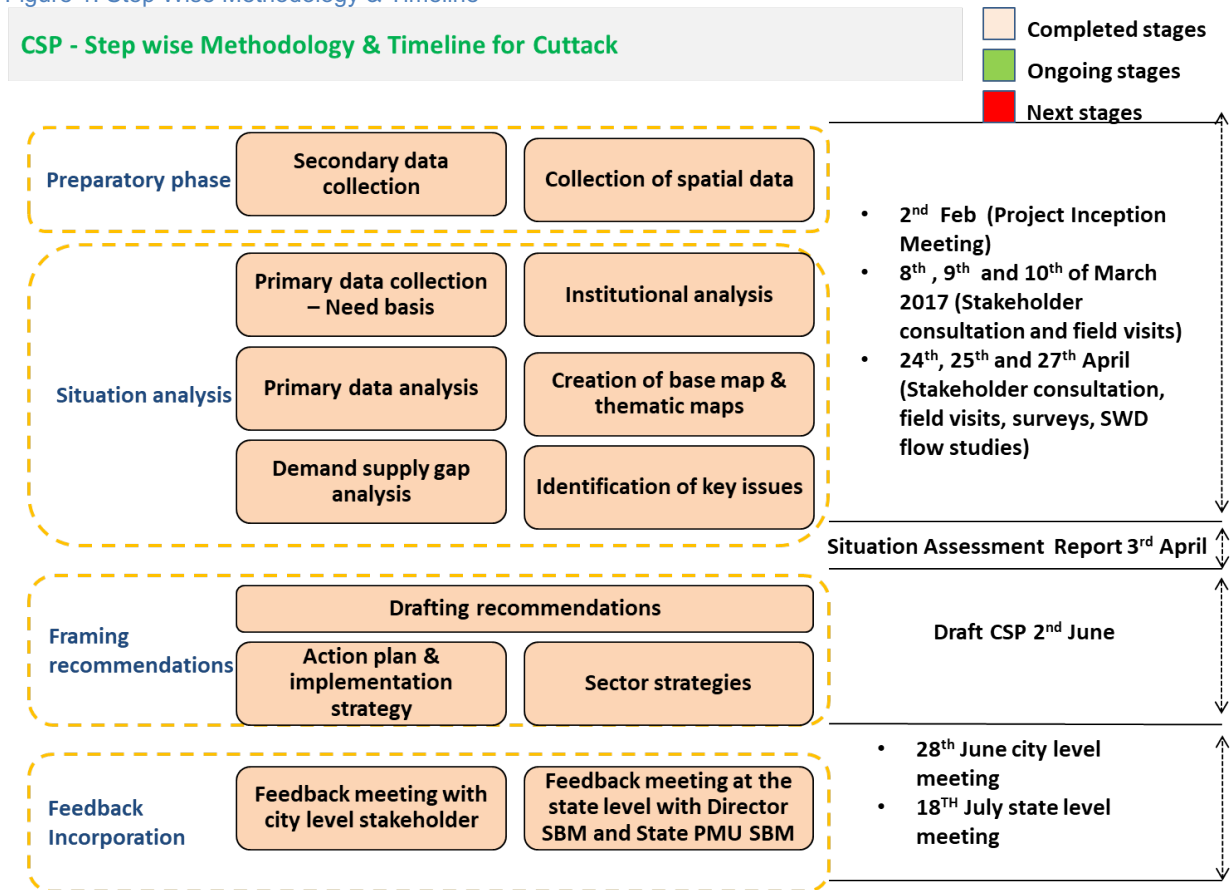 Figure 1: Step Wise Methodology & Timeline
CSP - Step wise Methodology & Timeline for Cuttack
Completed stages
Ongoing stages
Next stages
Preparatory phase
Secondary data
collection
Collection of spatial data
Situation analysis
Primary data collection
– Need basis
Institutional analysis
Primary data analysis
Creation of base map &
thematic maps
Demand supply gap
analysis
Identification of key issues
• 2nd Feb (Project Inception
Meeting)
• 8th , 9th and 10th of March
2017 (Stakeholder
consultation and field visits)
• 24th, 25th and 27th April
(Stakeholder consultation,
field visits, surveys, SWD
flow studies)
Situation Assessment Report 3rd April
Framing
recommendations
Drafting recommendations
Action plan &
implementation
strategy
Sector strategies
Draft CSP 2nd June
Feedback
Incorporation
Feedback meeting with
city level stakeholder
Feedback meeting at the
state level with Director
SBM and State PMU SBM
• 28th June city level
meeting
• 18TH July state level
meeting